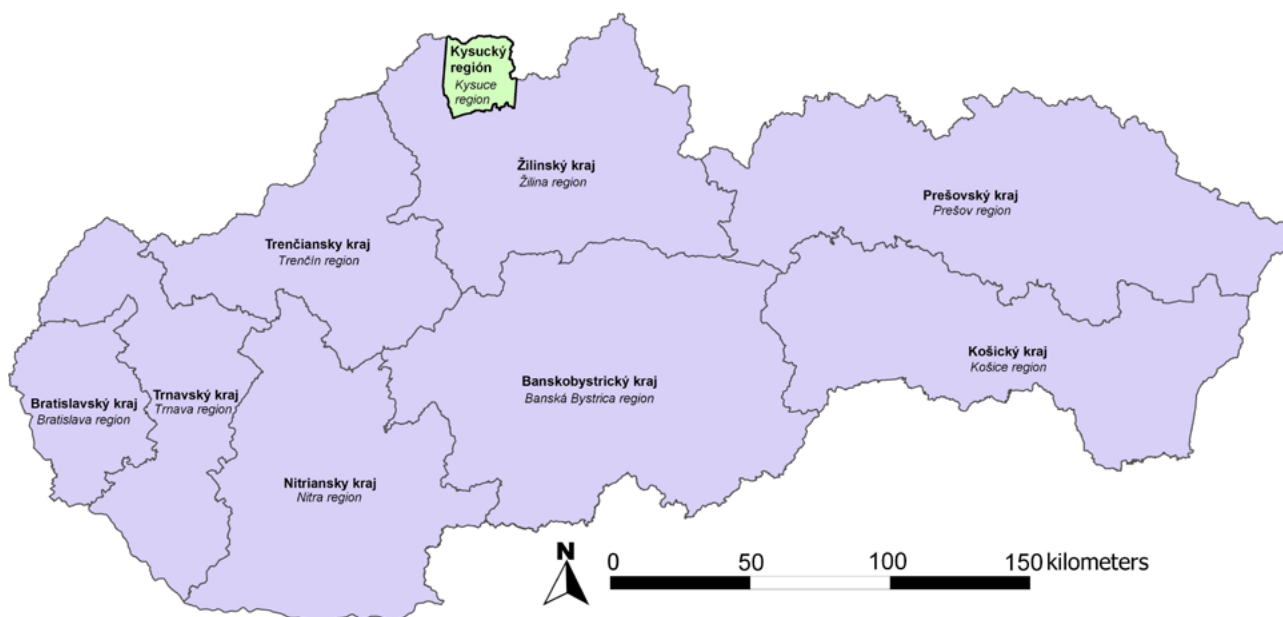 Kysucký
región
Kysuce
region
Žilinský kraj
Žilina region
Prešovský kraj
Prešov region
Trenčiansky kraj
Trenčín region
Košický kraj
Košice region
Banskobystrický kraj
Banská Bystrica region
Trnavský kraj
Trnava region
Bratislavský kraj
Bratislava region
Nitriansky kraj
Nitra region
N
0 50 100 150 kilometers